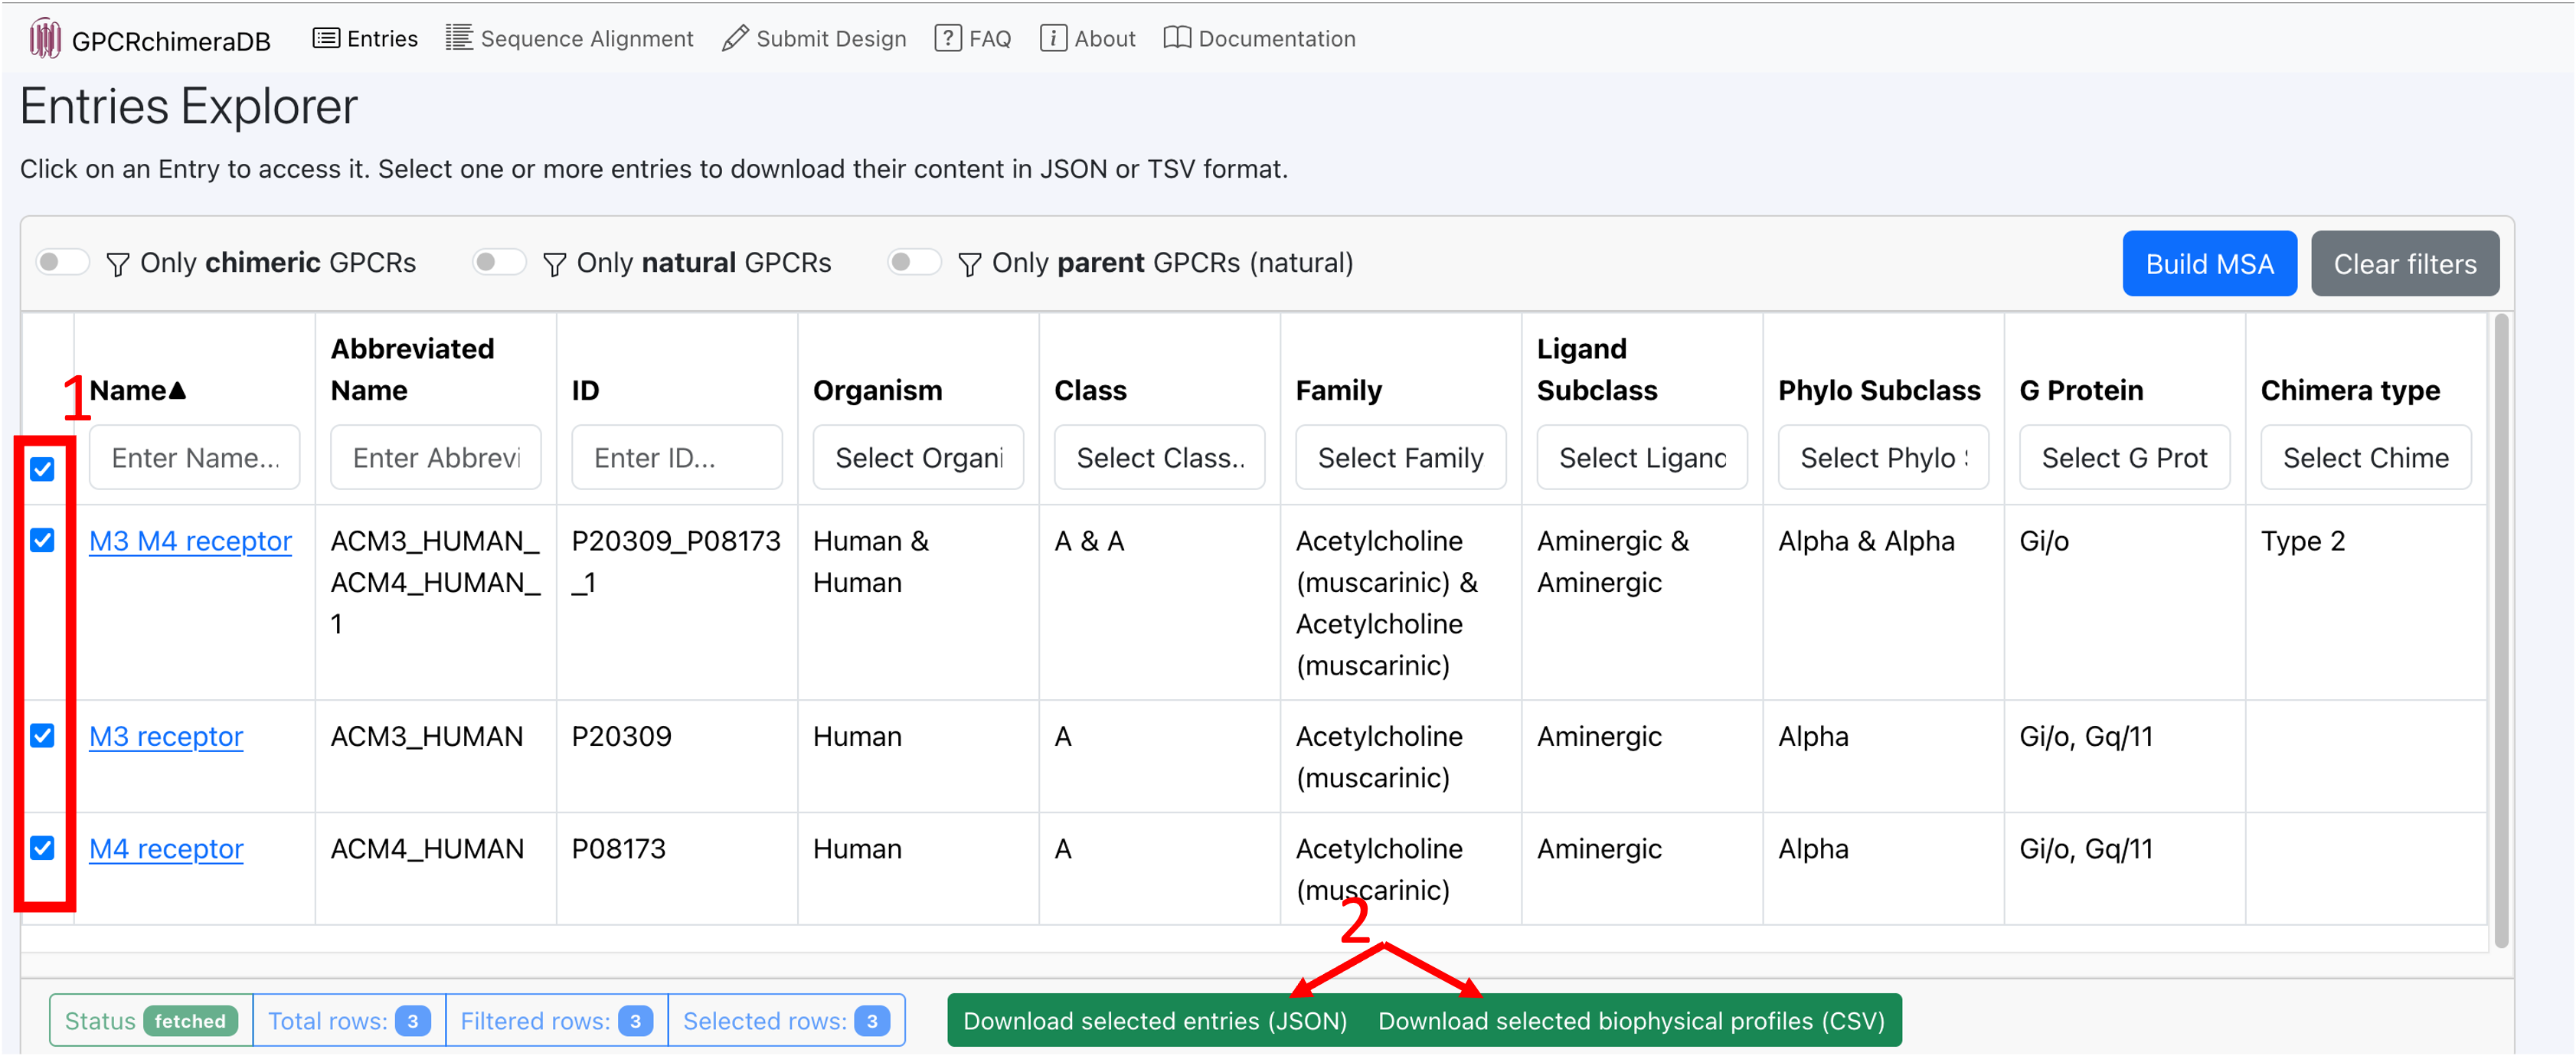 GPCRchimeraDB Entries Sequence Alignment Submit Design ? FAQ i About Documentation
Entries Explorer
Click on an Entry to access it. Select one or more entries to download their content in JSON or TSV format.
Only chimeric GPCRs Only natural GPCRs Only parent GPCRs (natural) Build MSA Clear filters
1
Name▲ Abbreviated Name ID Organism Class Family Ligand Subclass Phylo Subclass G Protein Chimera type
Enter Name... Enter Abbrevi Enter ID... Select Organi Select Class.. Select Family Select Ligand Select Phylo Select G Prot Select Chime
M3 M4 receptor ACM3_HUMAN_ACM4_HUMAN_1 P20309_P08173_1 Human & Human A & A Acetylcholine (muscarinic) & Acetylcholine (muscarinic) Aminergic & Aminergic Alpha & Alpha Gi/o Type 2
M3 receptor ACM3_HUMAN P20309 Human A Acetylcholine (muscarinic) Aminergic Alpha Gi/o, Gq/11
M4 receptor ACM4_HUMAN P08173 Human A Acetylcholine (muscarinic) Aminergic Alpha Gi/o, Gq/11
2
Status fetched Total rows: 3 Filtered rows: 3 Selected rows: 3 Download selected entries (JSON) Download selected biophysical profiles (CSV)